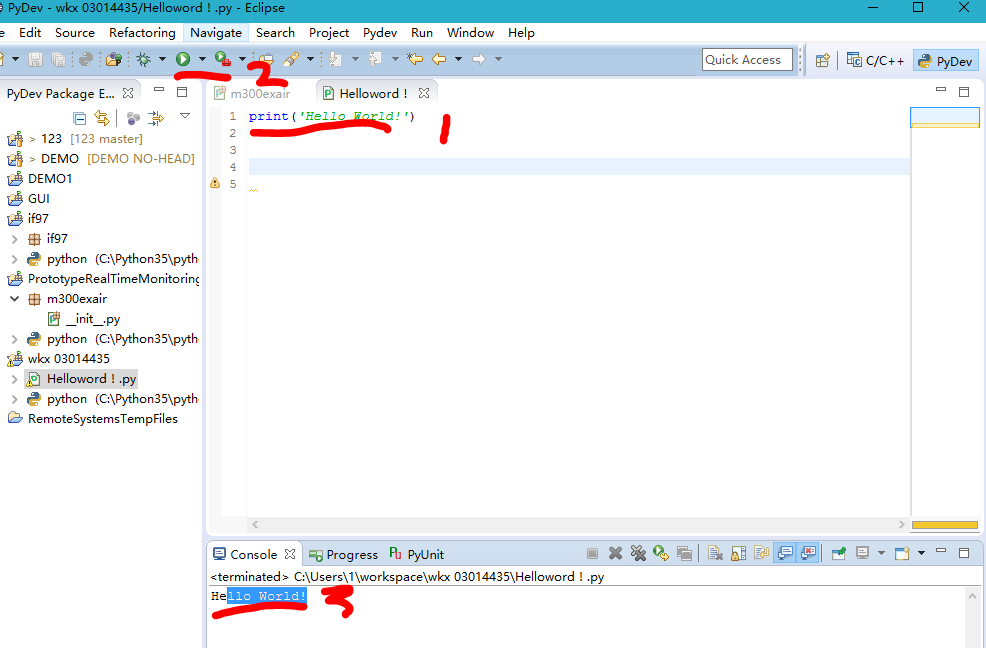 PyDev - wkx 03014435/Helloword ! .py - Eclipse
e Edit Source Refactoring Navigate Search Project Pydev Run Window Help
2
Quick Access
C/C++
PyDev
PyDev Package E...
m300exair
Helloword !
1 print('Hello World!')
1
2
3
4
5
> 123 [123 master]
> DEMO [DEMO NO-HEAD]
DEMO1
GUI
if97
if97
python (C:\Python35\pyth
PrototypeRealTimeMonitoring
m300exair
__init__.py
python (C:\Python35\pyth
wkx 03014435
Helloword ! .py
python (C:\Python35\pyth
RemoteSystemsTempFiles
Console Progress Pu PyUnit
<terminated> C:\Users\1\workspace\wkx 03014435\Helloword ! .py
Hello World!
3